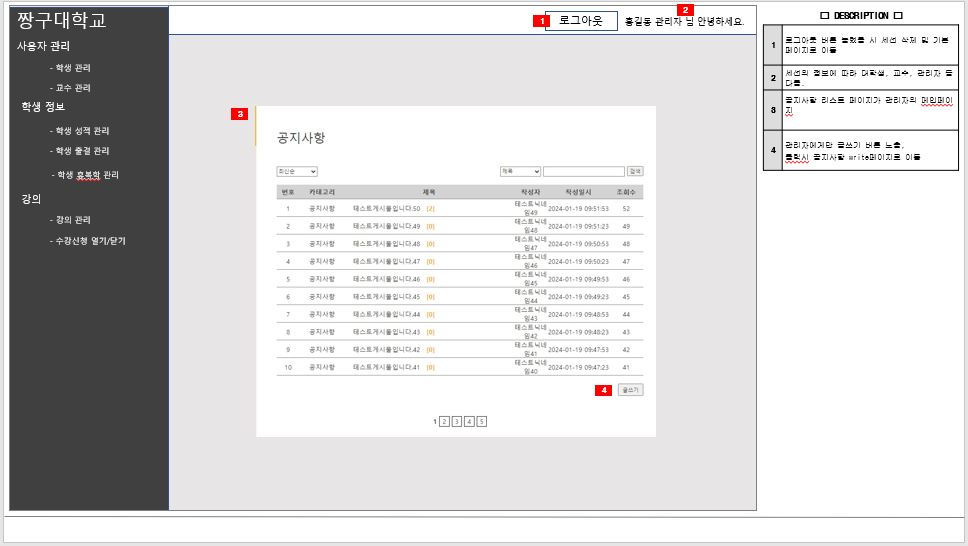 짱구대학교
사용자 관리
- 학생 관리
- 교수 관리
학생 정보
- 학생 성적 관리
- 학생 출결 관리
- 학생 휴복학 관리
강의
- 강의 관리
- 수강신청 열기/닫기
1 로그아웃
2
홍길동 관리자 님 안녕하세요.
3
공지사항
최신순 제목 검색
번호 카테고리 제목 작성자 작성일시 조회수
1 공지사항 테스트게시물입니다.50 [2] 테스트닉네임49 2024-01-19 09:51:53 52
2 공지사항 테스트게시물입니다.49 [0] 테스트닉네임48 2024-01-19 09:51:23 49
3 공지사항 테스트게시물입니다.48 [0] 테스트닉네임47 2024-01-19 09:50:53 48
4 공지사항 테스트게시물입니다.47 [0] 테스트닉네임46 2024-01-19 09:50:23 47
5 공지사항 테스트게시물입니다.46 [0] 테스트닉네임45 2024-01-19 09:49:53 46
6 공지사항 테스트게시물입니다.45 [0] 테스트닉네임44 2024-01-19 09:49:23 45
7 공지사항 테스트게시물입니다.44 [0] 테스트닉네임43 2024-01-19 09:48:53 44
8 공지사항 테스트게시물입니다.43 [0] 테스트닉네임42 2024-01-19 09:48:23 43
9 공지사항 테스트게시물입니다.42 [0] 테스트닉네임41 2024-01-19 09:47:53 42
10 공지사항 테스트게시물입니다.41 [0] 테스트닉네임40 2024-01-19 09:47:23 41
4 글쓰기
1 2 3 4 5
□ DESCRIPTION □
1 로그아웃 버튼 눌렀을 시 세션 삭제 및 기본
페이지로 이동
2 세션의 정보에 따라 대학생, 교수, 관리자 등
다름.
3 공지사항 리스트 페이지가 관리자의 메인페이
지
4 관리자에게만 글쓰기 버튼 노출,
클릭시 공지사항 write페이지로 이동